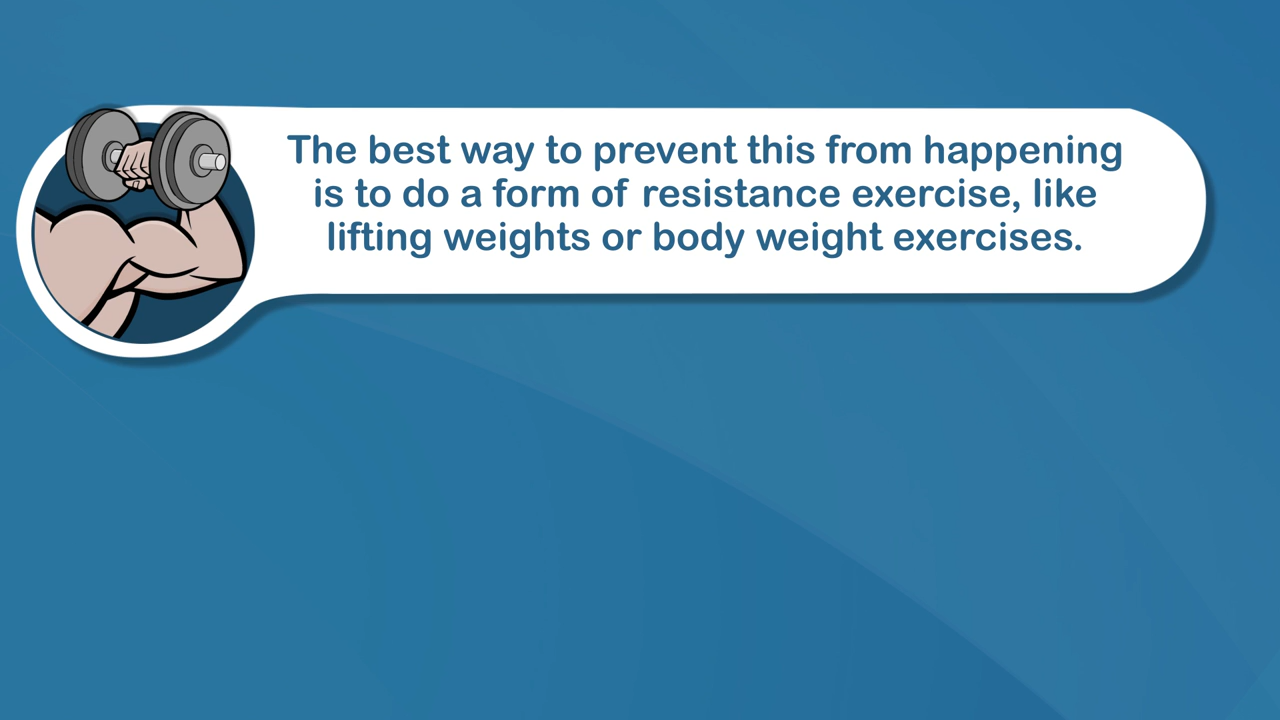 The best way to prevent this from happening
is to do a form of resistance exercise, like
lifting weights or body weight exercises.